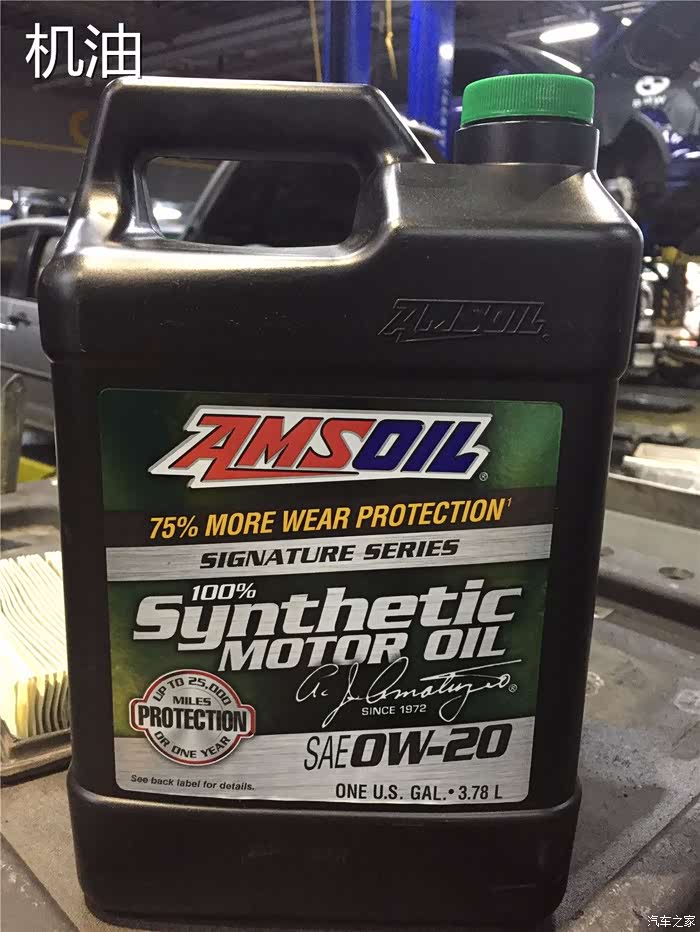 机油
BMW
AMSOIL
AMSOIL®
75% MORE WEAR PROTECTION¹
SIGNATURE SERIES
100%
Synthetic
MOTOR OIL
A. J. Amatuzio®
SINCE 1972
UP TO 25,000
MILES
PROTECTION
OR ONE YEAR
SAE 0W-20
See back label for details.
ONE U.S. GAL. • 3.78 L
汽车之家